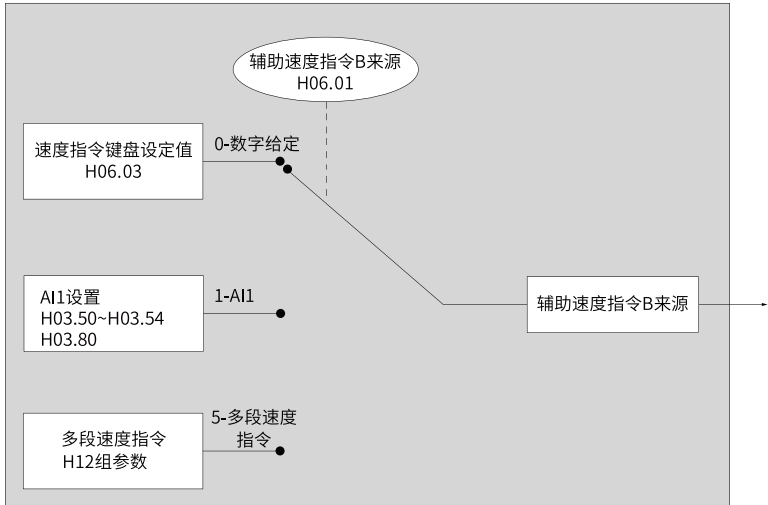 辅助速度指令B来源
H06.01
速度指令键盘设定值
H06.03
0-数字给定
AI1设置
H03.50~H03.54
H03.80
1-AI1
辅助速度指令B来源
多段速度指令
H12组参数
5-多段速度
指令